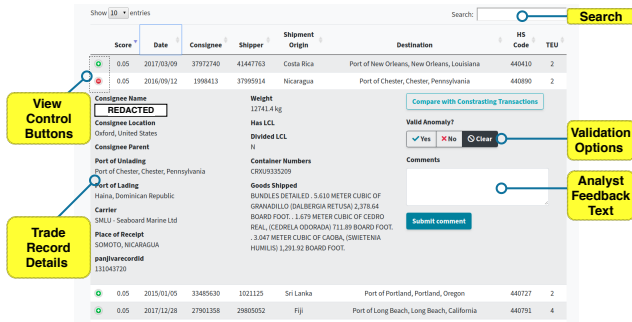 Show 10 entries
Search:
Search
Score Date Consignee Shipper Shipment Origin Destination HS Code TEU
0.05 2017/03/09 37972740 41447763 Costa Rica Port of New Orleans, New Orleans, Louisiana 440410 2
0.05 2016/09/12 1998413 37995914 Nicaragua Port of Chester, Chester, Pennsylvania 440890 2
View
Control
Buttons
Consignee Name
REDACTED
Consignee Location
Oxford, United States
Consignee Parent
Port of Unlading
Port of Chester, Chester, Pennsylvania
Port of Lading
Haina, Dominican Republic
Carrier
SMLU - Seaboard Marine Ltd
Place of Receipt
SOMOTO, NICARAGUA
panjivarecordid
131043720
Trade
Record
Details
Weight
12741.4 kg
Has LCL
Divided LCL
N
Container Numbers
CRXU9335209
Goods Shipped
BUNDLES DETAILED . 5.610 METER CUBIC OF
GRANADILLO (DALBERGIA RETUSA) 2,378.64
BOARD FOOT. . 1.679 METER CUBIC OF CEDRO
REAL, (CEDRELA ODORADA) 711.89 BOARD FOOT.
. 3.047 METER CUBIC OF CAOBA, (SWIETENIA
HUMILIS) 1,291.92 BOARD FOOT.
Compare with Constrasting Transactions
Valid Anomaly?
Yes No Clear
Validation
Options
Comments
Analyst
Feedback
Text
Submit comment
0.05 2015/01/05 33485630 1021125 Sri Lanka Port of Portland, Portland, Oregon 440727 2
0.05 2017/12/28 27901358 29805052 Fiji Port of Long Beach, Long Beach, California 440791 4